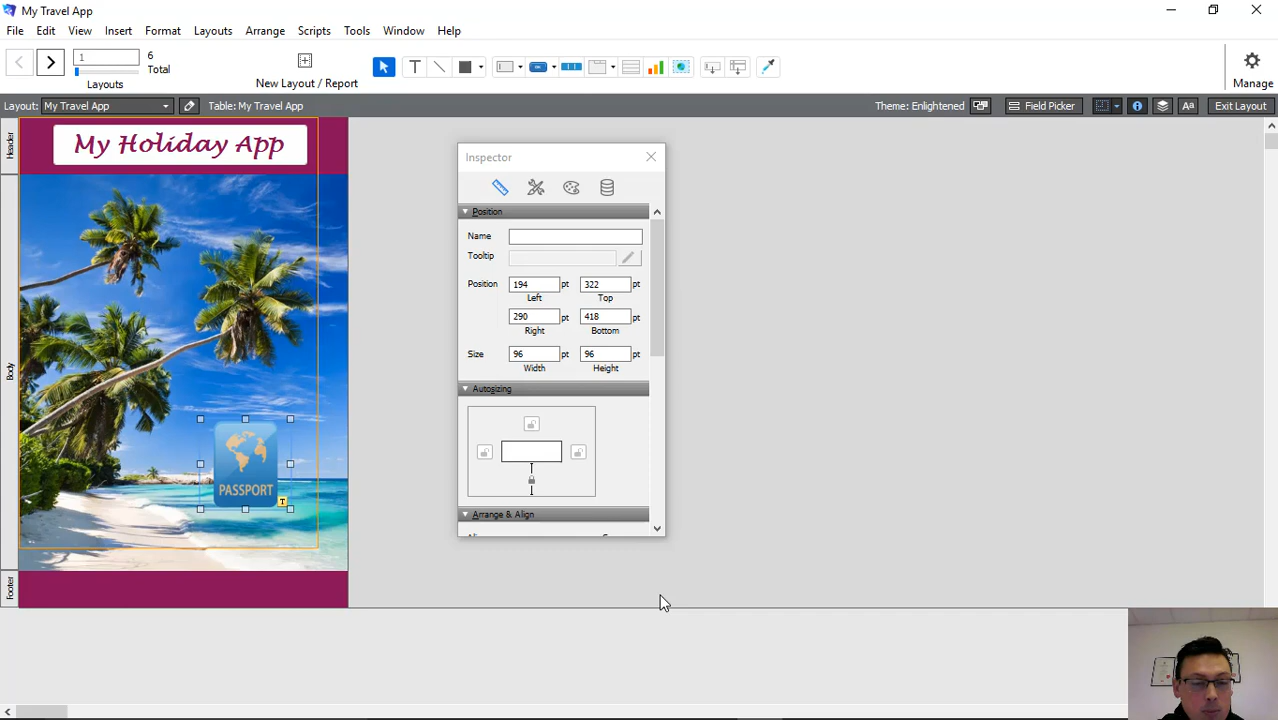 My Travel App
File Edit View Insert Format Layouts Arrange Scripts Tools Window Help
1
6
Total
Layouts
New Layout / Report
T
Manage
Layout: My Travel App
Table: My Travel App
Theme: Enlightened
Field Picker
Aa
Exit Layout
Header
My Holiday App
Body
PASSPORT
T
Footer
Inspector
Position
Name
Tooltip
Position 194 pt 322 pt
Left Top
290 pt 418 pt
Right Bottom
Size 96 pt 96 pt
Width Height
Autosizing
Arrange & Align